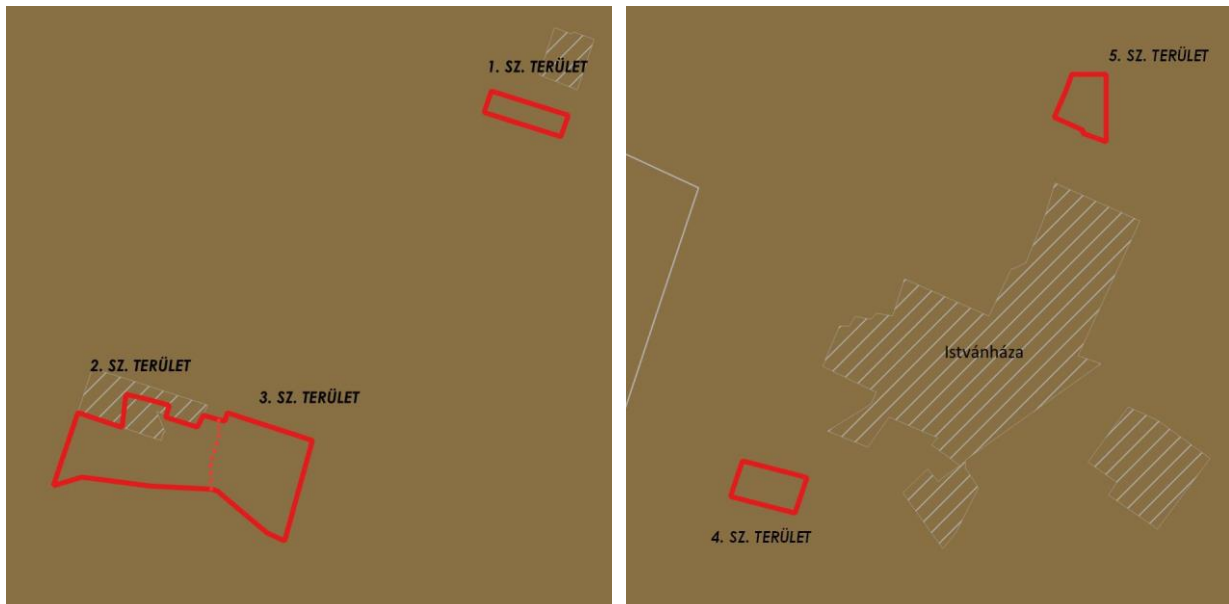 1. SZ. TERÜLET
2. SZ. TERÜLET
3. SZ. TERÜLET
5. SZ. TERÜLET
Istvánháza
4. SZ. TERÜLET